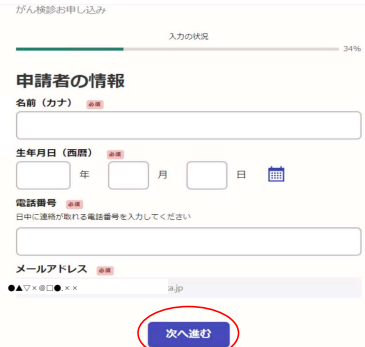 がん検診お申し込み
入力の状況
34%
申請者の情報
名前（カナ） 必須
生年月日（西暦） 必須
年 月 日
電話番号 必須
日中に連絡が取れる電話番号を入力してください
メールアドレス 必須
●▲▽×@□●.×× a.jp
次へ進む